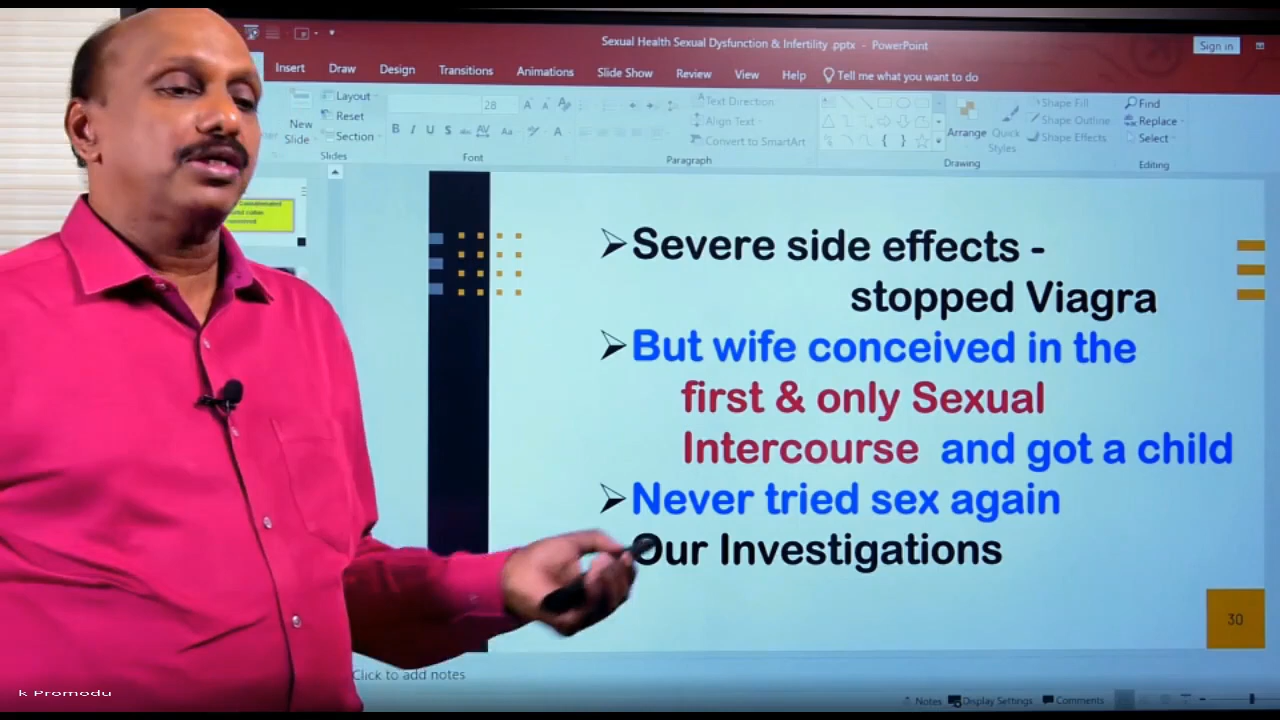 Sexual Health Sexual Dysfunction & Infertility .pptx - PowerPoint
Sign in
Insert Draw Design Transitions Animations Slide Show Review View Help Tell me what you want to do
New Slide
Layout
Reset
Section
Slides
28
B I U S abc AV Aa A
Font
Text Direction
Align Text
Convert to SmartArt
Paragraph
Arrange
Quick Styles
Shape Fill
Shape Outline
Shape Effects
Drawing
Find
Replace
Select
Editing
Severe side effects -
stopped Viagra
But wife conceived in the
first & only Sexual
Intercourse and got a child
Never tried sex again
Our Investigations
30
Click to add notes
k Promodu
Notes Display Settings Comments